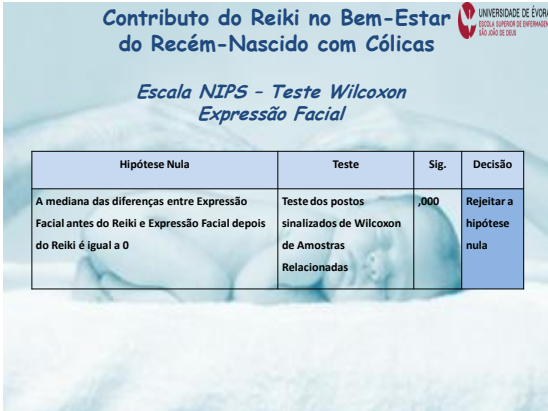 Contributo do Reiki no Bem-Estar
do Recém-Nascido com Cólicas
UNIVERSIDADE DE ÉVORA
ESCOLA SUPERIOR DE ENFERMAGEM
SÃO JOÃO DE DEUS
Escala NIPS – Teste Wilcoxon
Expressão Facial
Hipótese Nula
Teste
Sig.
Decisão
A mediana das diferenças entre Expressão
Facial antes do Reiki e Expressão Facial depois
do Reiki é igual a 0
Teste dos postos
sinalizados de Wilcoxon
de Amostras
Relacionadas
,000
Rejeitar a
hipótese
nula